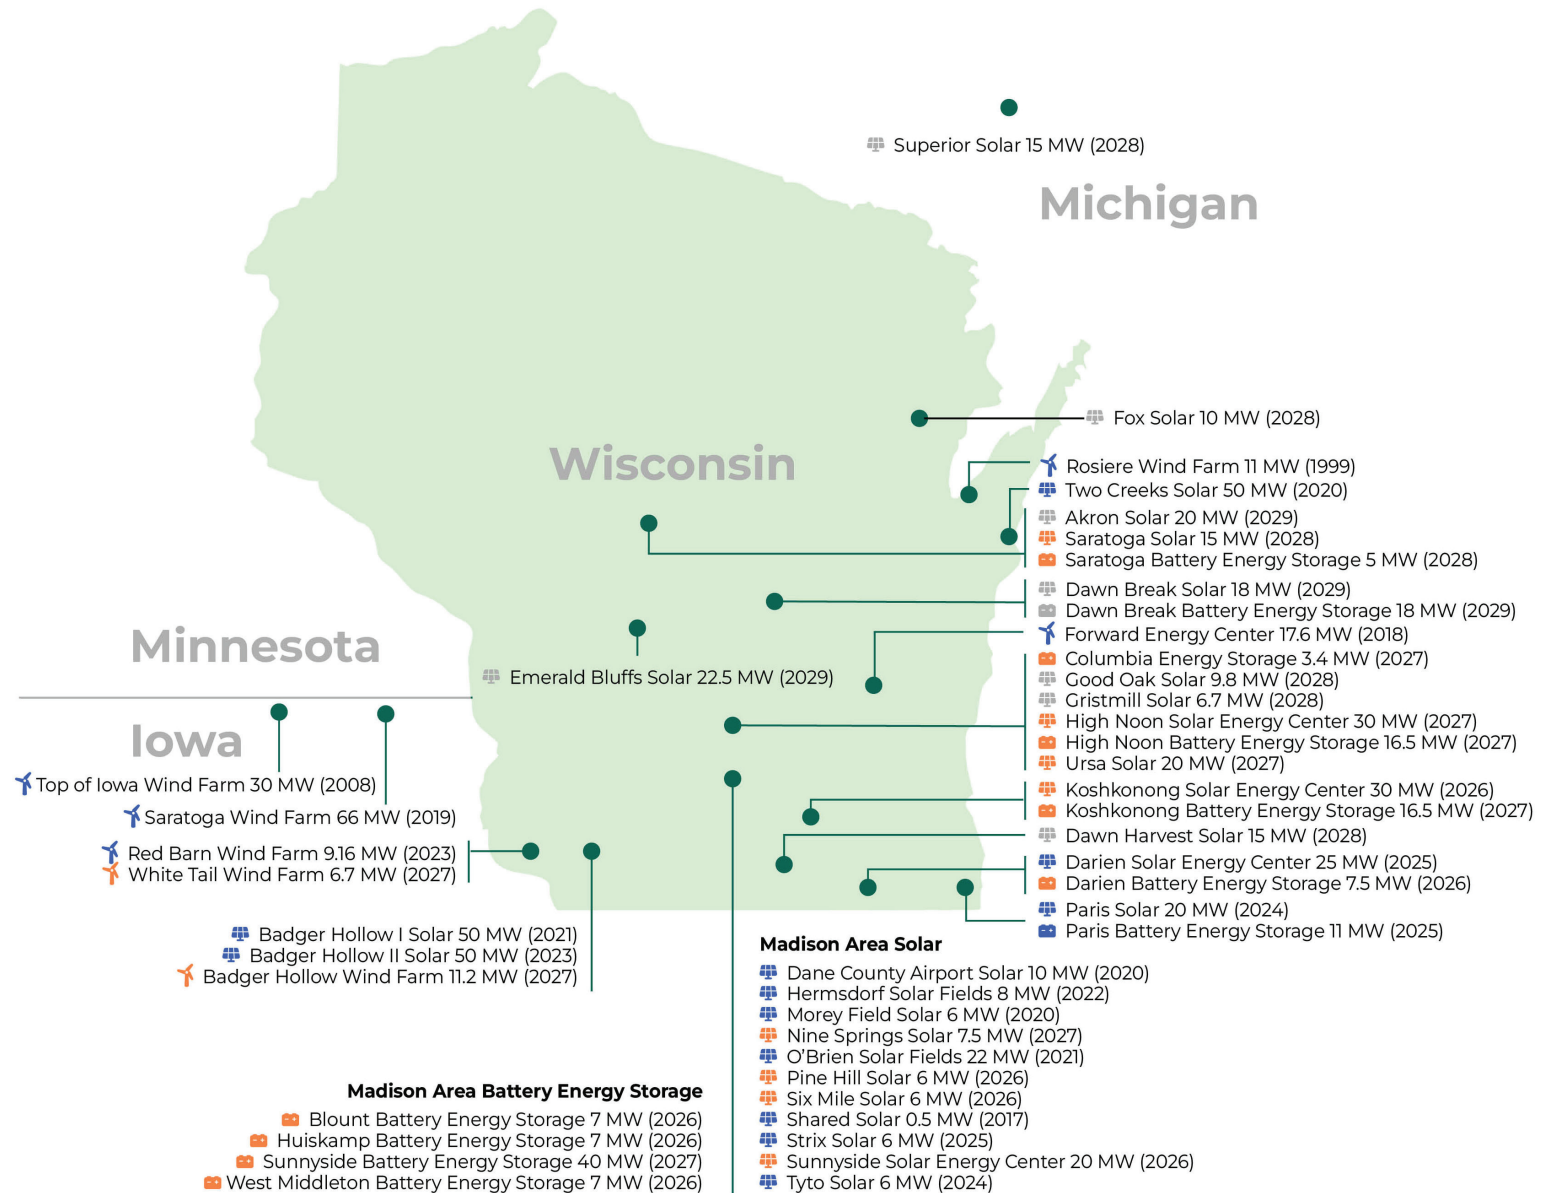 Superior Solar 15 MW (2028)
Michigan
Fox Solar 10 MW (2028)
Wisconsin
Rosiere Wind Farm 11 MW (1999)
Two Creeks Solar 50 MW (2020)
Akron Solar 20 MW (2029)
Saratoga Solar 15 MW (2028)
Saratoga Battery Energy Storage 5 MW (2028)
Dawn Break Solar 18 MW (2029)
Dawn Break Battery Energy Storage 18 MW (2029)
Forward Energy Center 17.6 MW (2018)
Minnesota
Emerald Bluffs Solar 22.5 MW (2029)
Columbia Energy Storage 3.4 MW (2027)
Good Oak Solar 9.8 MW (2028)
Gristmill Solar 6.7 MW (2028)
High Noon Solar Energy Center 30 MW (2027)
High Noon Battery Energy Storage 16.5 MW (2027)
Ursa Solar 20 MW (2027)
Iowa
Top of Iowa Wind Farm 30 MW (2008)
Saratoga Wind Farm 66 MW (2019)
Koshkonong Solar Energy Center 30 MW (2026)
Koshkonong Battery Energy Storage 16.5 MW (2027)
Dawn Harvest Solar 15 MW (2028)
Red Barn Wind Farm 9.16 MW (2023)
White Tail Wind Farm 6.7 MW (2027)
Darien Solar Energy Center 25 MW (2025)
Darien Battery Energy Storage 7.5 MW (2026)
Paris Solar 20 MW (2024)
Paris Battery Energy Storage 11 MW (2025)
Badger Hollow I Solar 50 MW (2021)
Badger Hollow II Solar 50 MW (2023)
Badger Hollow Wind Farm 11.2 MW (2027)
Madison Area Solar
Dane County Airport Solar 10 MW (2020)
Hermsdorf Solar Fields 8 MW (2022)
Morey Field Solar 6 MW (2020)
Nine Springs Solar 7.5 MW (2027)
O’Brien Solar Fields 22 MW (2021)
Pine Hill Solar 6 MW (2026)
Six Mile Solar 6 MW (2026)
Shared Solar 0.5 MW (2017)
Strix Solar 6 MW (2025)
Sunnyside Solar Energy Center 20 MW (2026)
Tyto Solar 6 MW (2024)
Madison Area Battery Energy Storage
Blount Battery Energy Storage 7 MW (2026)
Huiskamp Battery Energy Storage 7 MW (2026)
Sunnyside Battery Energy Storage 40 MW (2027)
West Middleton Battery Energy Storage 7 MW (2026)